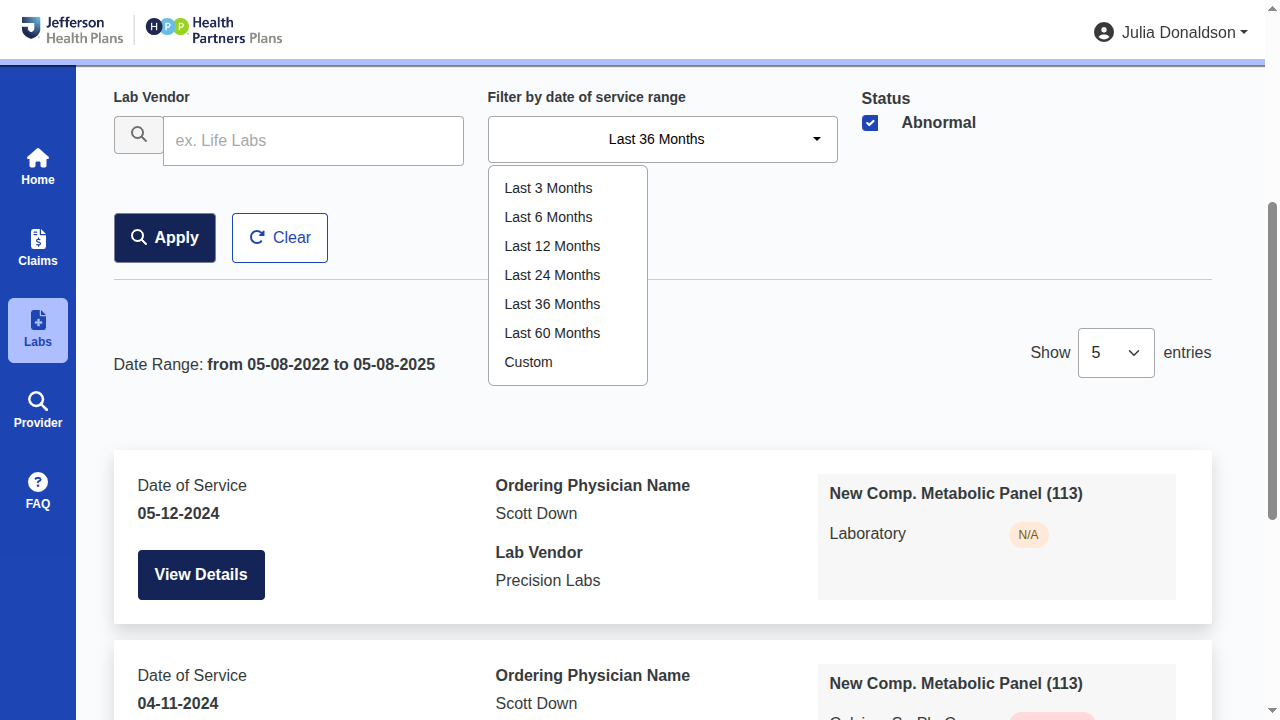 Jefferson
Health Plans
HPP
Health
Partners Plans
Julia Donaldson
Home
Claims
Labs
Provider
FAQ
Lab Vendor
ex. Life Labs
Filter by date of service range
Last 36 Months
Last 3 Months
Last 6 Months
Last 12 Months
Last 24 Months
Last 36 Months
Last 60 Months
Custom
Status
Abnormal
Apply
Clear
Date Range: from 05-08-2022 to 05-08-2025
Show 5 entries
Date of Service
05-12-2024
View Details
Ordering Physician Name
Scott Down
Lab Vendor
Precision Labs
New Comp. Metabolic Panel (113)
Laboratory N/A
Date of Service
04-11-2024
Ordering Physician Name
Scott Down
New Comp. Metabolic Panel (113)